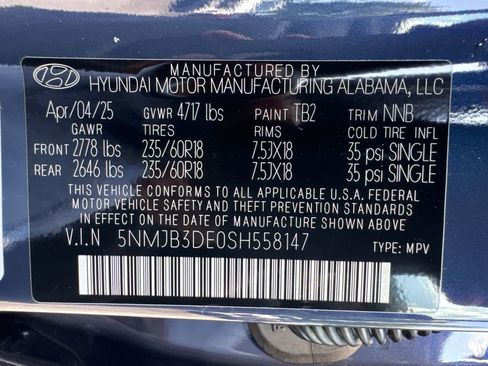 MANUFACTURED BY
HYUNDAI MOTOR MANUFACTURING ALABAMA, LLC
Apr/04/25 GVWR 4717 lbs PAINT TB2 TRIM NNB
GAWR TIRES RIMS COLD TIRE INFL
FRONT 2778 lbs 235/60R18 7.5JX18 35 psi SINGLE
REAR 2646 lbs 235/60R18 7.5JX18 35 psi SINGLE
THIS VEHICLE CONFORMS TO ALL APPLICABLE U.S.A. FEDERAL
MOTOR VEHICLE SAFETY AND THEFT PREVENTION STANDARDS
IN EFFECT ON THE DATE OF MANUFACTURE SHOWN ABOVE.
V.I.N 5NMJB3DE0SH558147 TYPE: MPV